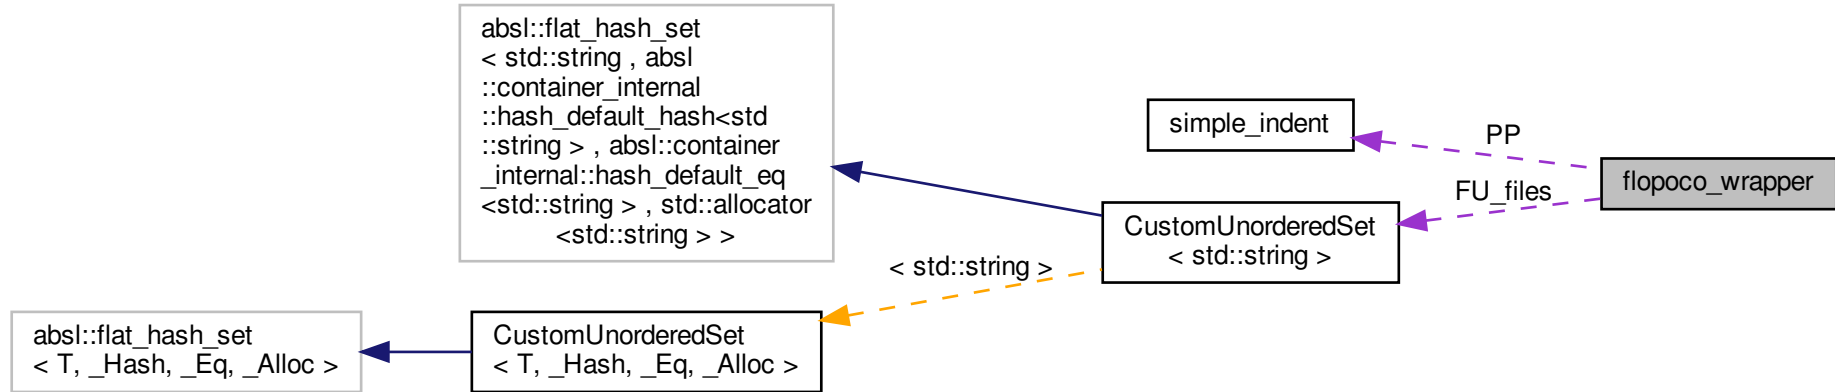 absl::flat_hash_set
< std::string , absl
::container_internal
::hash_default_hash<std
::string > , absl::container
_internal::hash_default_eq
<std::string > , std::allocator
<std::string > >
simple_indent
PP
flopoco_wrapper
FU_files
CustomUnorderedSet
< std::string >
< std::string >
absl::flat_hash_set
< T, _Hash, _Eq, _Alloc >
CustomUnorderedSet
< T, _Hash, _Eq, _Alloc >